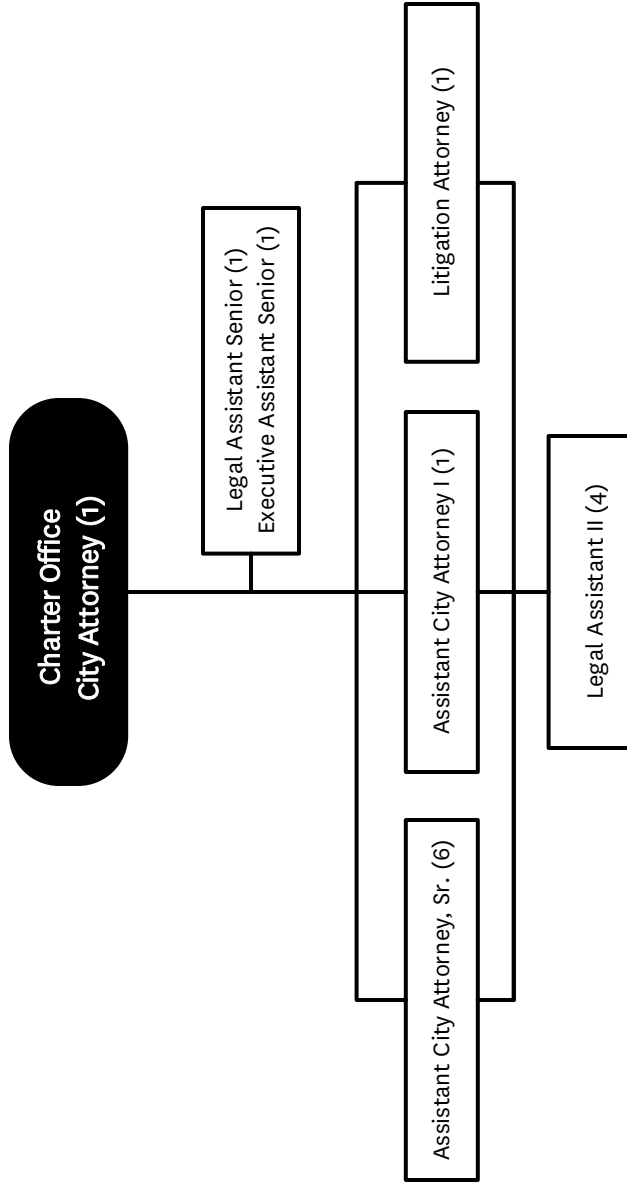 Charter Office
City Attorney (1)
Legal Assistant Senior (1)
Executive Assistant Senior (1)
Assistant City Attorney, Sr. (6)
Assistant City Attorney I (1)
Litigation Attorney (1)
Legal Assistant II (4)